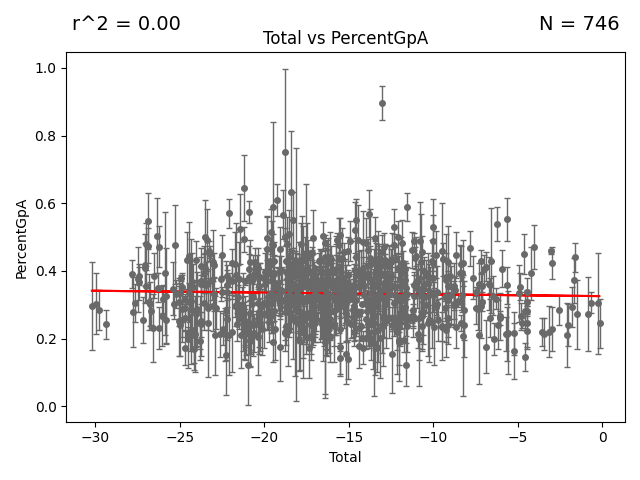 r^2 = 0.00
N = 746
Total vs PercentGpA
1.0
0.8
0.6
0.4
0.2
0.0
PercentGpA
−30
−25
−20
−15
−10
−5
0
Total